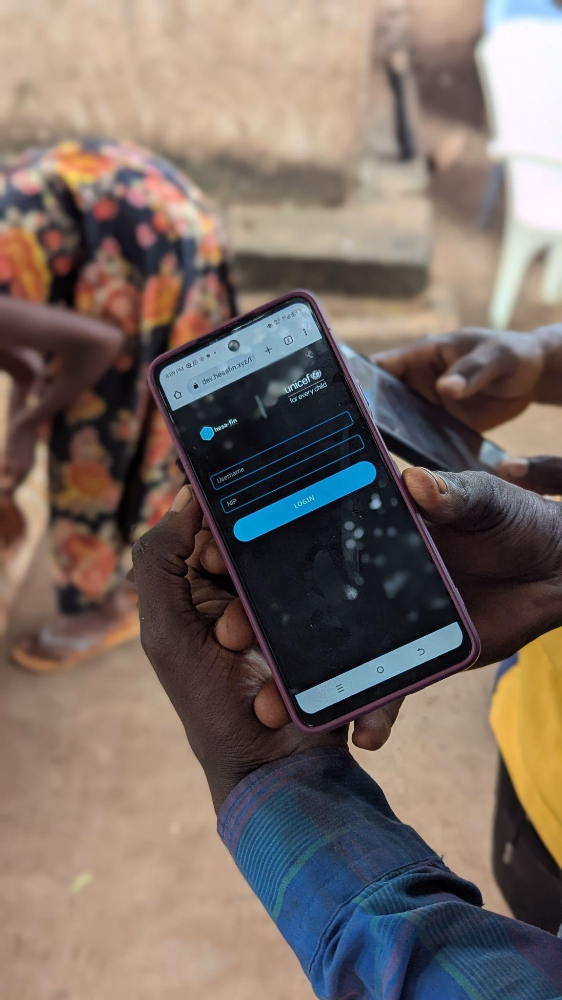 4:09 PM
dev.hesafin.xyz/l
2
unicef
for every child
hesa-fin
Username
NIP
LOGIN